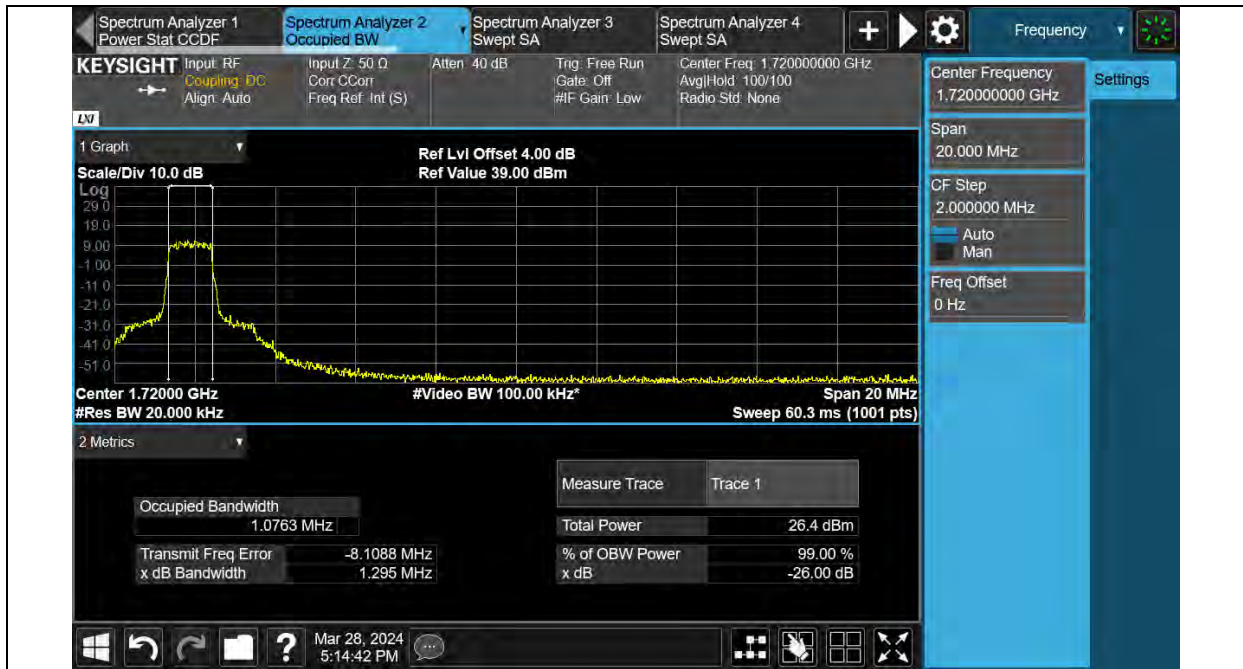 Spectrum Analyzer 1
Power Stat CCDF
Spectrum Analyzer 2
Occupied BW
Spectrum Analyzer 3
Swept SA
Spectrum Analyzer 4
Swept SA
+
Frequency
KEYSIGHT
LXI
Input: RF
Coupling: DC
Align: Auto
Input Z: 50 Ω
Corr CCorr
Freq Ref: Int (S)
Atten: 40 dB
Trig: Free Run
Gate: Off
#IF Gain: Low
Center Freq: 1.720000000 GHz
Avg|Hold: 100/100
Radio Std: None
Center Frequency
1.720000000 GHz
Settings
Span
20.000 MHz
CF Step
2.000000 MHz
Auto
Man
Freq Offset
0 Hz
1 Graph
Scale/Div 10.0 dB
Ref Lvl Offset 4.00 dB
Ref Value 39.00 dBm
Log
29.0
19.0
9.00
-1.00
-11.0
-21.0
-31.0
-41.0
-51.0
Center 1.72000 GHz
#Video BW 100.00 kHz*
Span 20 MHz
#Res BW 20.000 kHz
Sweep 60.3 ms (1001 pts)
2 Metrics
Measure Trace Trace 1
Occupied Bandwidth
1.0763 MHz
Total Power 26.4 dBm
Transmit Freq Error -8.1088 MHz
% of OBW Power 99.00 %
x dB Bandwidth 1.295 MHz
x dB -26.00 dB
?
Mar 28, 2024
5:14:42 PM